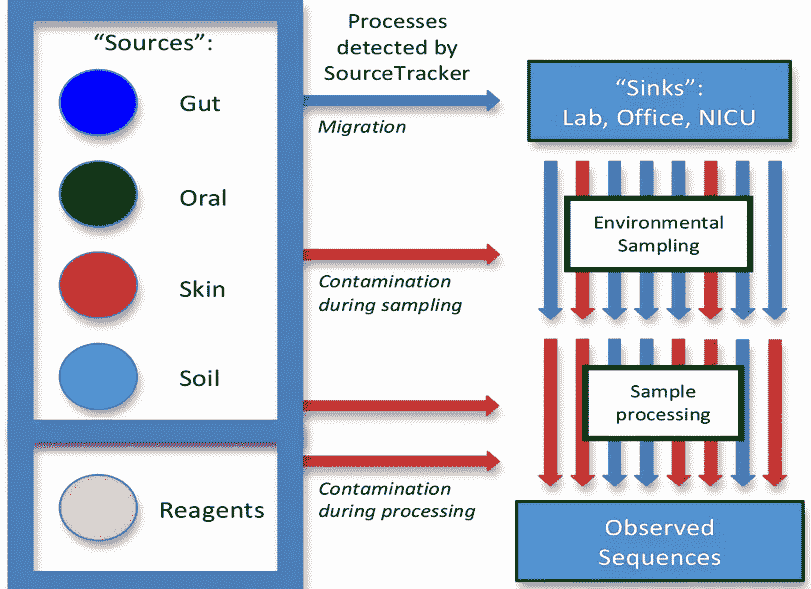 “Sources”:
Gut
Oral
Skin
Soil
Reagents
Processes
detected by
SourceTracker
Migration
Contamination
during sampling
Contamination
during processing
“Sinks”:
Lab, Office, NICU
Environmental
Sampling
Sample
processing
Observed
Sequences